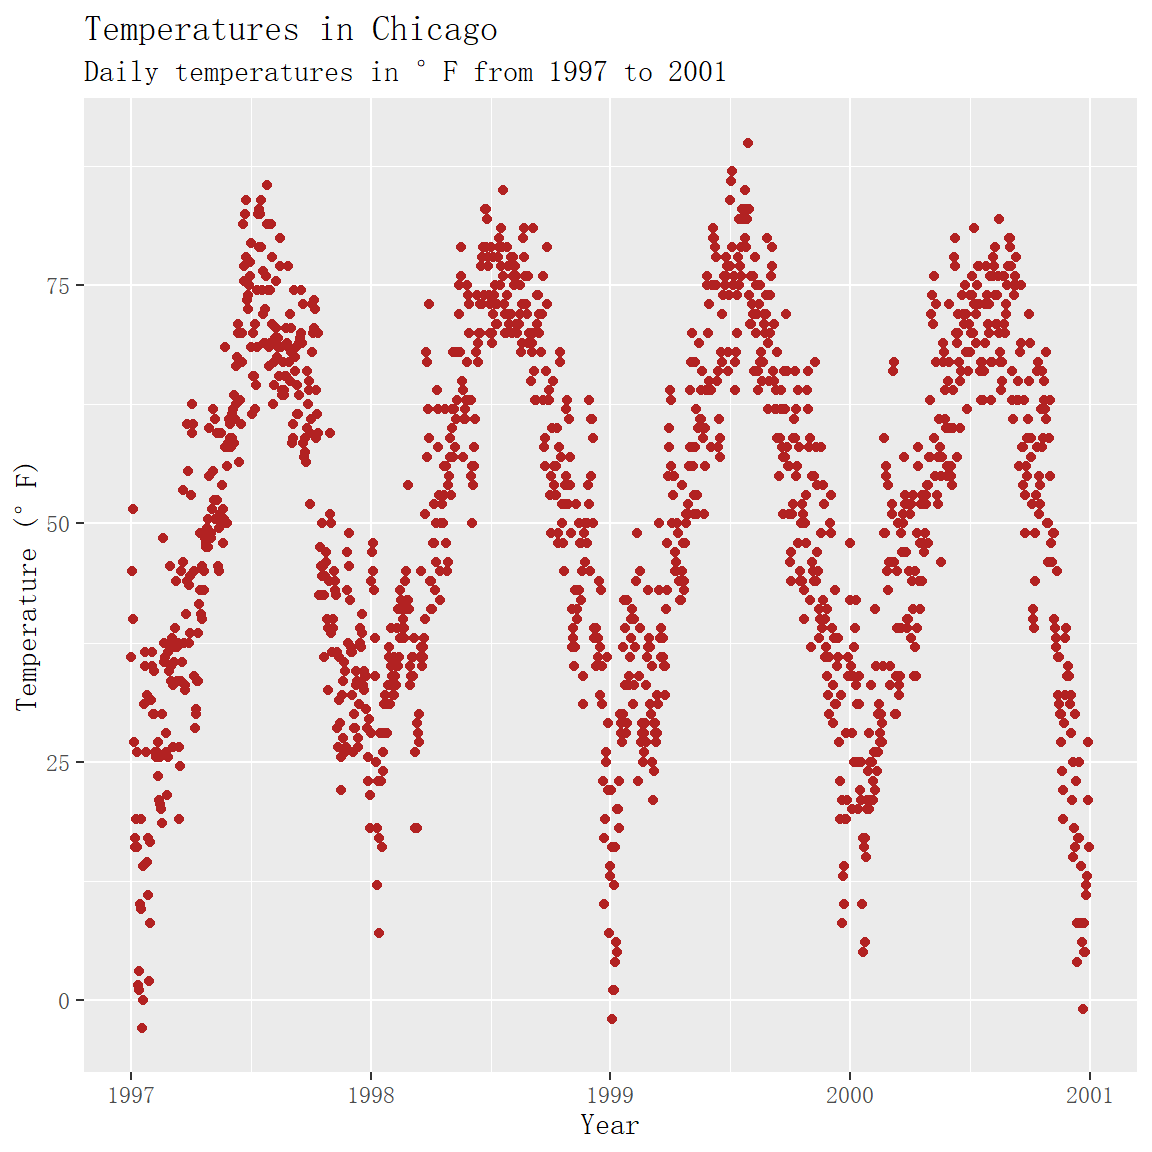 Temperatures in Chicago
Daily temperatures in °F from 1997 to 2001
Temperature (°F)
75
50
25
0
1997 1998 1999 2000 2001
Year